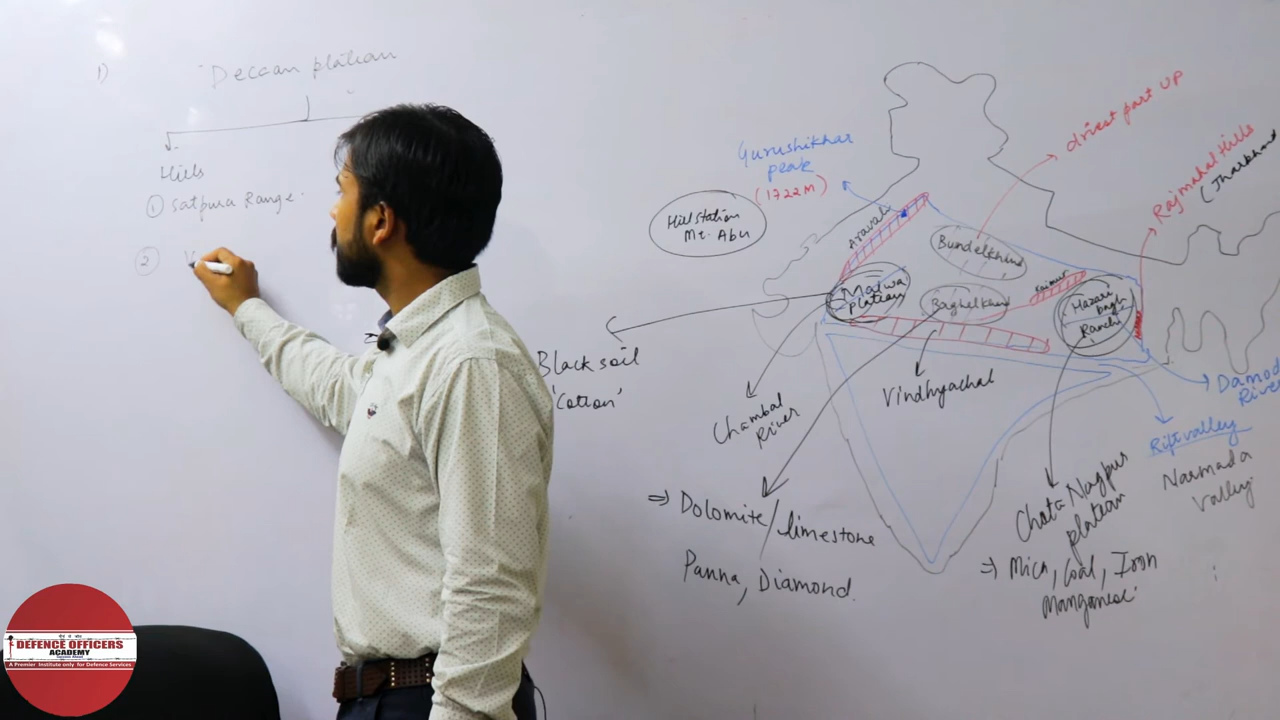 1) Deccan plateau
Hills
① Satpura Range
②
Gurushikhar
peak
(1722M)
Hill station
Mt. Abu
Aravali
driest part UP
Rajmahal Hills
(Jharkhand
Bundelkhand
Malwa
plateau
Baghelkhand
Kaimur
Hazari
bagh
Ranchi
Black soil
'Cotton'
Chambal
River
Vindhyachal
Damod
River
Rift valley
Narmada
Valley
⇒ Dolomite/limestone
Panna, Diamond
Chota Nagpur
plateau
⇒ Mica, Coal, Iron
Manganese
DEFENCE OFFICERS
ACADEMY
A Premier Institute only for Defence Services